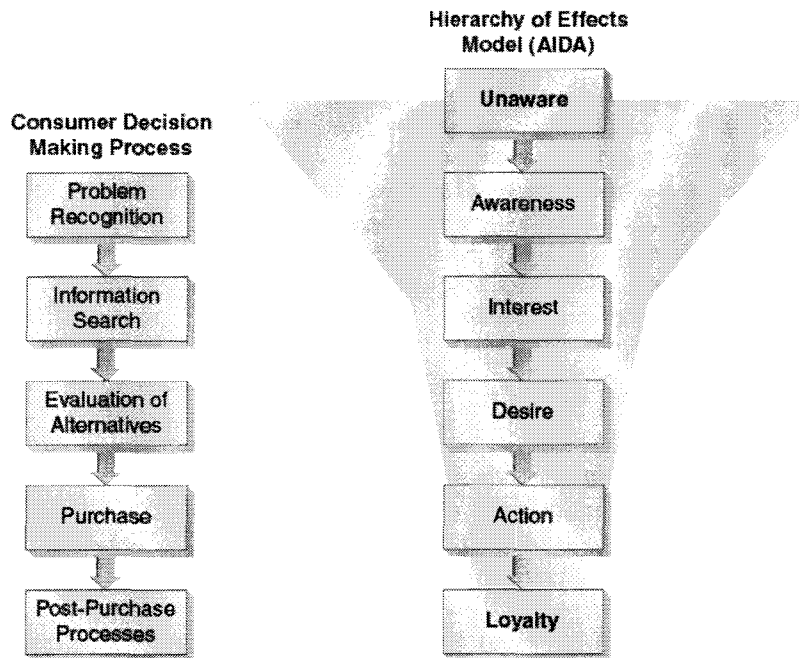 Consumer Decision
Making Process
Problem
Recognition
Information
Search
Evaluation of
Alternatives
Purchase
Post-Purchase
Processes
Hierarchy of Effects
Model (AIDA)
Unaware
Awareness
Interest
Desire
Action
Loyalty